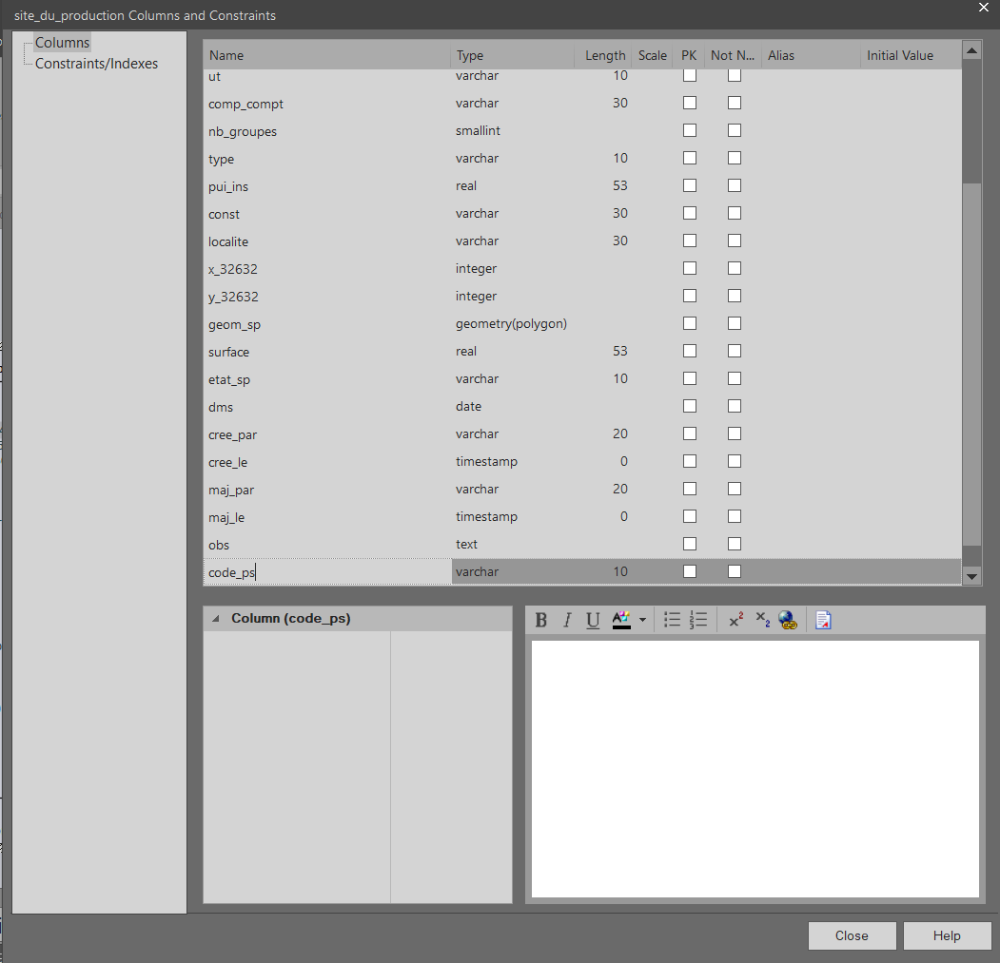 site_du_production Columns and Constraints
Columns
Constraints/Indexes
Name Type Length Scale PK Not N... Alias Initial Value
ut varchar 10
comp_compt varchar 30
nb_groupes smallint
type varchar 10
pui_ins real 53
const varchar 30
localite varchar 30
x_32632 integer
y_32632 integer
geom_sp geometry(polygon)
surface real 53
etat_sp varchar 10
dms date
cree_par varchar 20
cree_le timestamp 0
maj_par varchar 20
maj_le timestamp 0
obs text
code_ps varchar 10
Column (code_ps)
B I U A x² x₂
Close Help